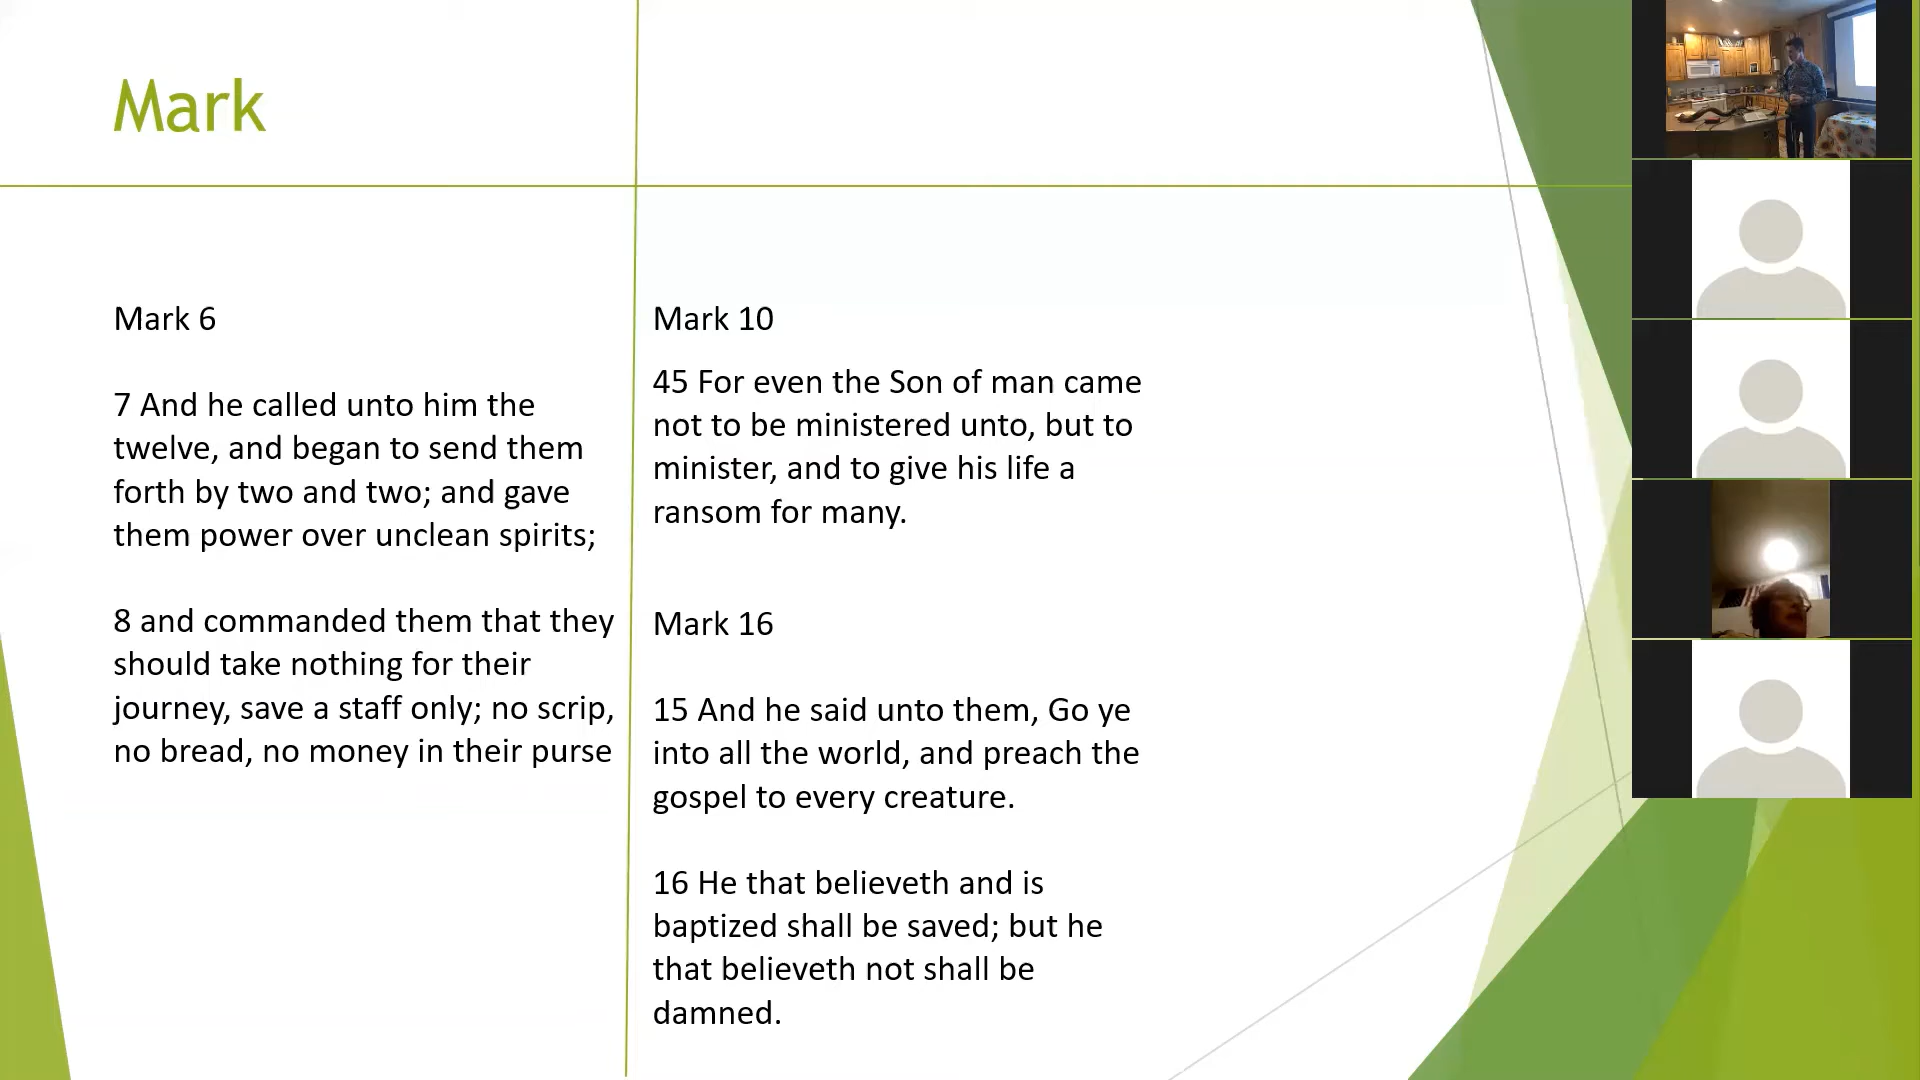 Mark
Mark 6
7 And he called unto him the
twelve, and began to send them
forth by two and two; and gave
them power over unclean spirits;
8 and commanded them that they
should take nothing for their
journey, save a staff only; no scrip,
no bread, no money in their purse
Mark 10
45 For even the Son of man came
not to be ministered unto, but to
minister, and to give his life a
ransom for many.
Mark 16
15 And he said unto them, Go ye
into all the world, and preach the
gospel to every creature.
16 He that believeth and is
baptized shall be saved; but he
that believeth not shall be
damned.